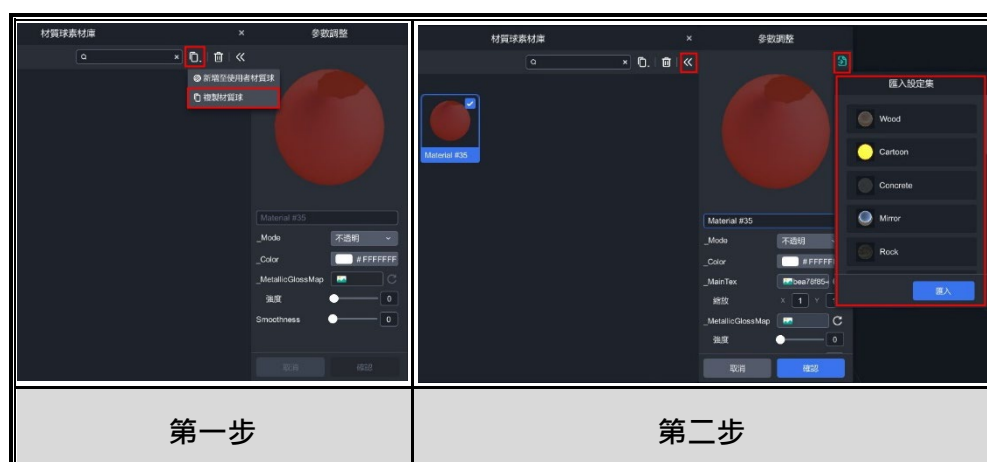 材質球素材庫 × 參數調整
新增至使用者材質球
複製材質球
Material #35
_Mode 不透明
_Color #FFFFFFF
_MetallicGlossMap
強度 0
Smoothness 0
取消 確認
第一步
材質球素材庫 × 參數調整
Material #35
匯入設定集
Wood
Cartoon
Concrete
Mirror
Rock
匯入
Material #35
_Mode 不透明
_Color #FFFFF
_MainTex bea78f85-
縮放 X 1 Y 1
_MetallicGlossMap
強度 0
取消 確認
第二步